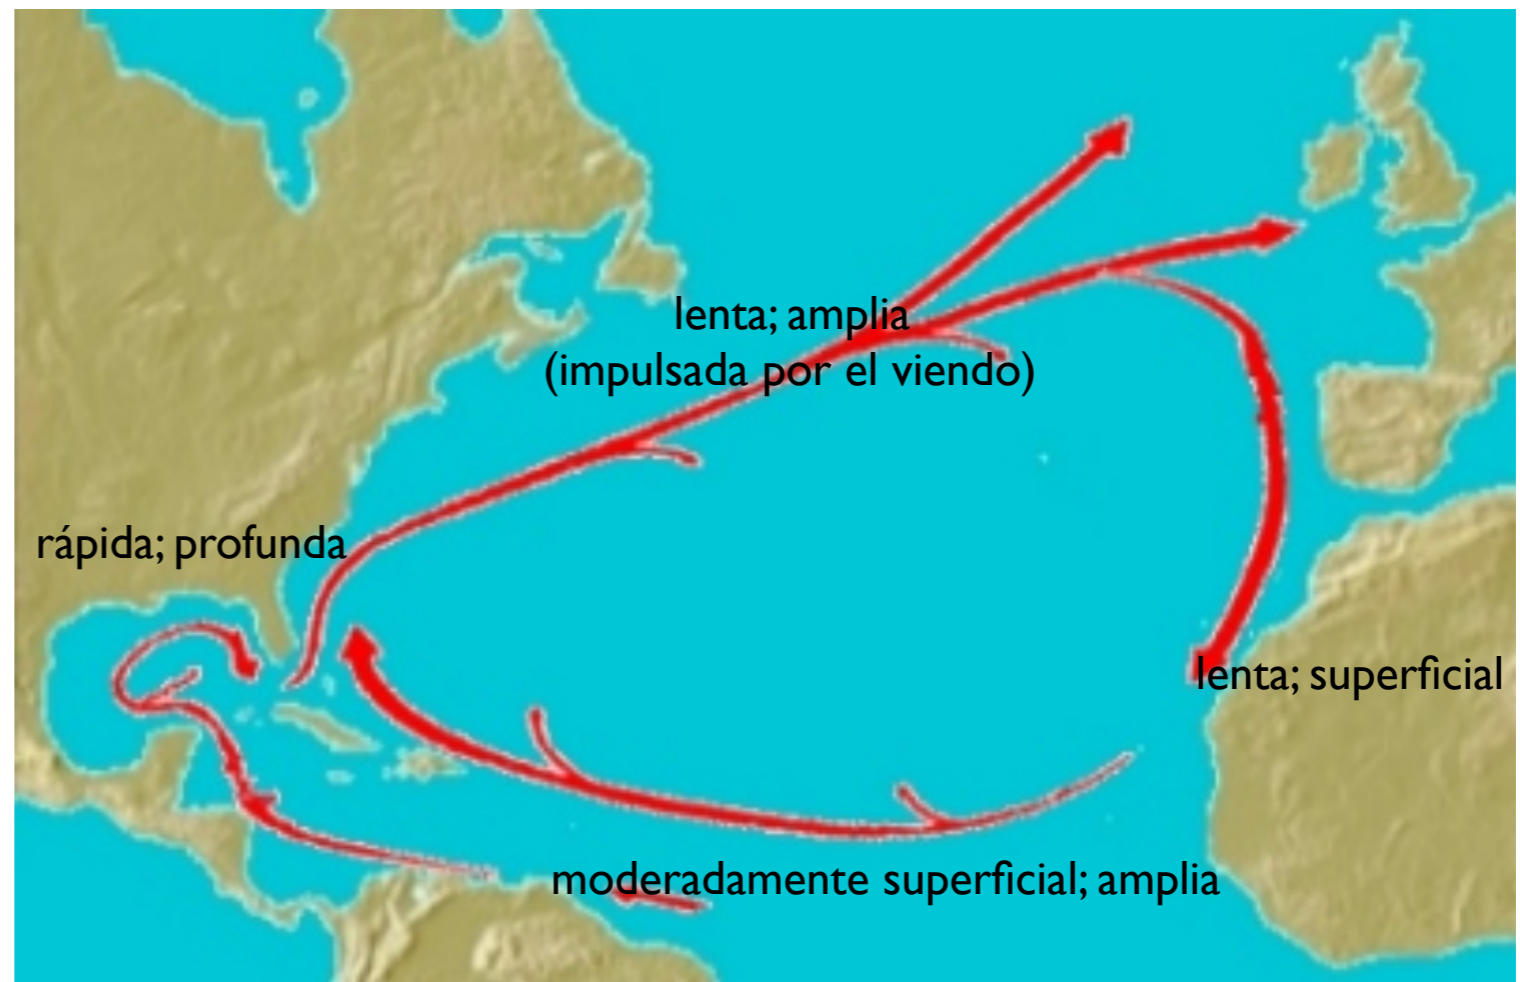 lenta; amplia
(impulsada por el viendo)
rápida; profunda
lenta; superficial
moderadamente superficial; amplia